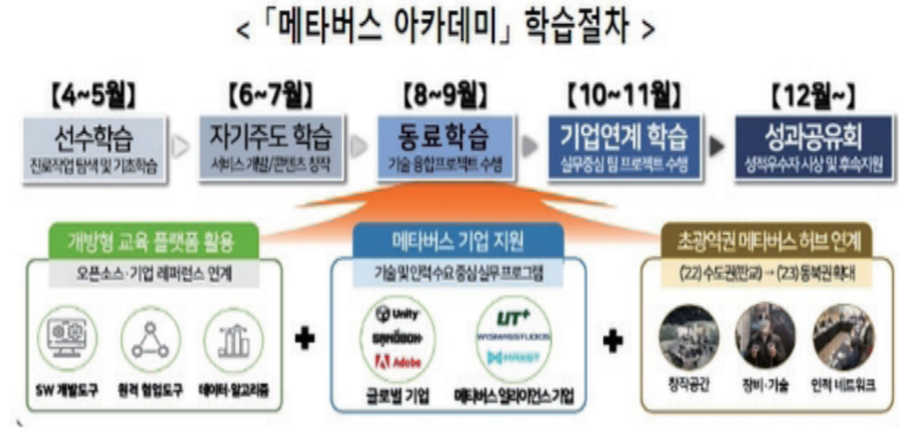 <「메타버스 아카데미」 학습절차>
【4~5월】
【6~7월】
【8~9월】
【10~11월】
【12월~】
선수학습
진로작업 탐색 및 기초학습
자기주도 학습
서비스 개발/콘텐츠 창작
동료학습
기술 융합프로젝트 수행
기업연계 학습
실무중심 팀 프로젝트 수행
성과공유회
성적우수자 시상 및 후속지원
개방형 교육 플랫폼 활용
오픈소스·기업 레퍼런스 연계
SW 개발도구
원격 협업도구
데이터·알고리즘
+
메타버스 기업 지원
기술 및 인력수요 중심 실무 프로그램
Unity
SANDBOX
Adobe
글로벌 기업
WYSIWYG STUDIOS
MAXST
메타버스 얼라이언스 기업
+
초광역권 메타버스 허브 연계
('22) 수도권(판교) → ('23) 동북권 확대
창작공간
장비·기술
인적 네트워크